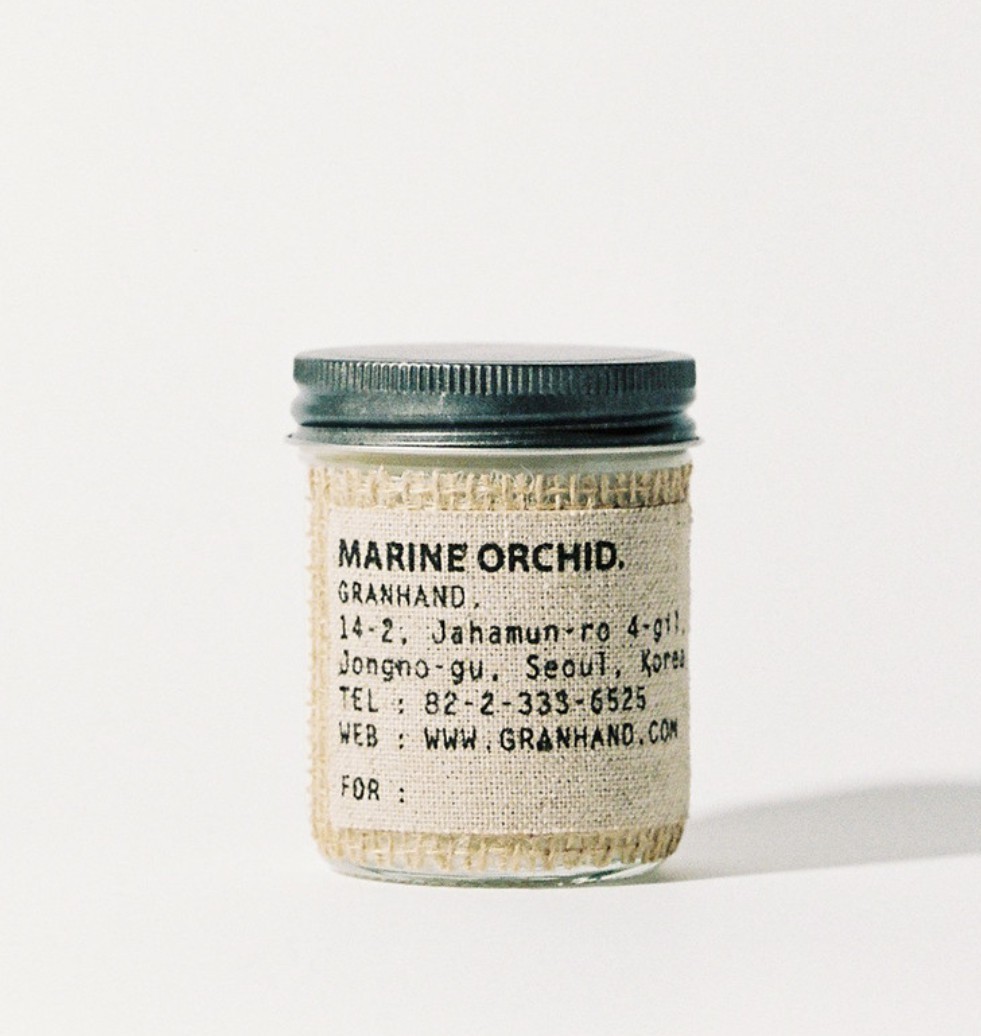 MARINE ORCHID.
GRANHAND.
14-2, Jahamun-ro 4-gil,
Jongno-gu, Seoul, Korea
TEL : 82-2-333-6525
WEB : WWW.GRANHAND.COM
FOR :